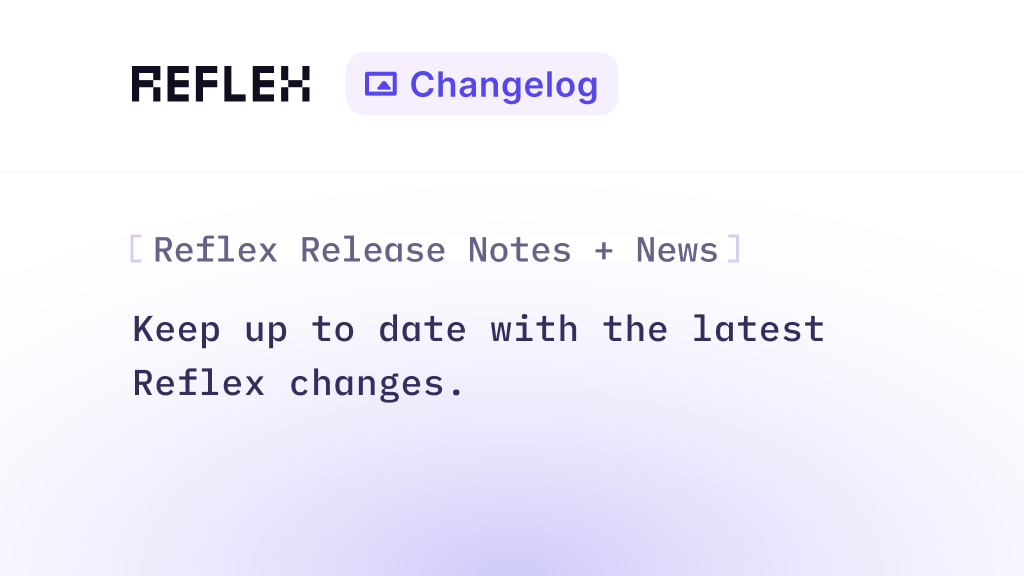 REFLEX Changelog
[ Reflex Release Notes + News ]
Keep up to date with the latest
Reflex changes.